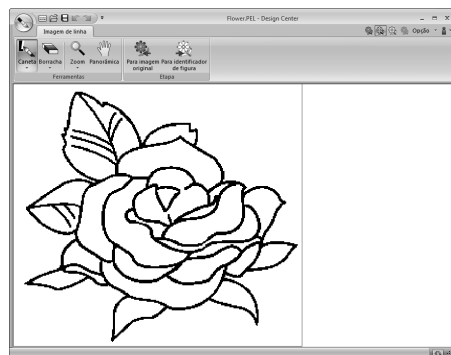 Flower.PEL - Design Center
Imagem de linha
Opção
Caneta Borracha Zoom Panorâmica Para imagem original Para identificador de figura
Ferramentas Etapa